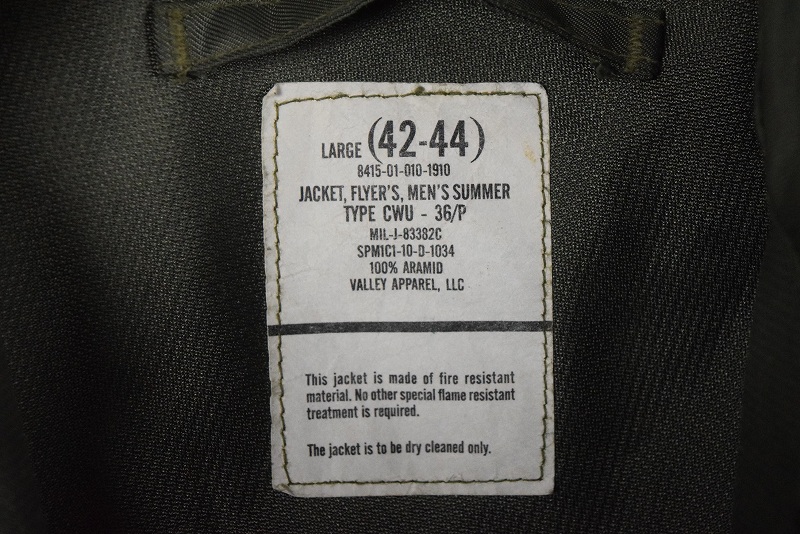 LARGE (42-44)
8415-01-010-1910
JACKET, FLYER'S, MEN'S SUMMER
TYPE CWU - 36/P
MIL-J-83382C
SPM1C1-10-D-1034
100% ARAMID
VALLEY APPAREL, LLC
This jacket is made of fire resistant
material. No other special flame resistant
treatment is required.
The jacket is to be dry cleaned only.